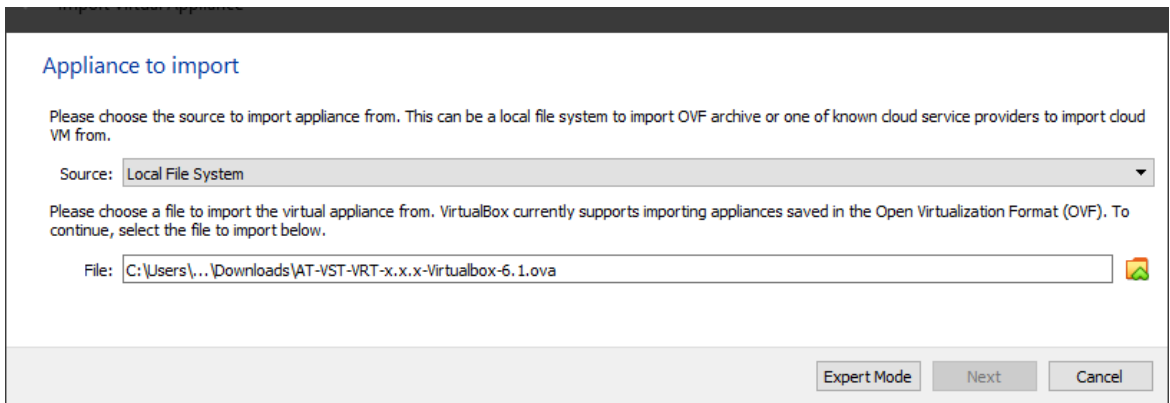 Import Virtual Appliance
Appliance to import
Please choose the source to import appliance from. This can be a local file system to import OVF archive or one of known cloud service providers to import cloud
VM from.
Source: Local File System
Please choose a file to import the virtual appliance from. VirtualBox currently supports importing appliances saved in the Open Virtualization Format (OVF). To
continue, select the file to import below.
File: C:\Users\...\Downloads\AT-VST-VRT-x.x.x-Virtualbox-6.1.ova
Expert Mode Next Cancel